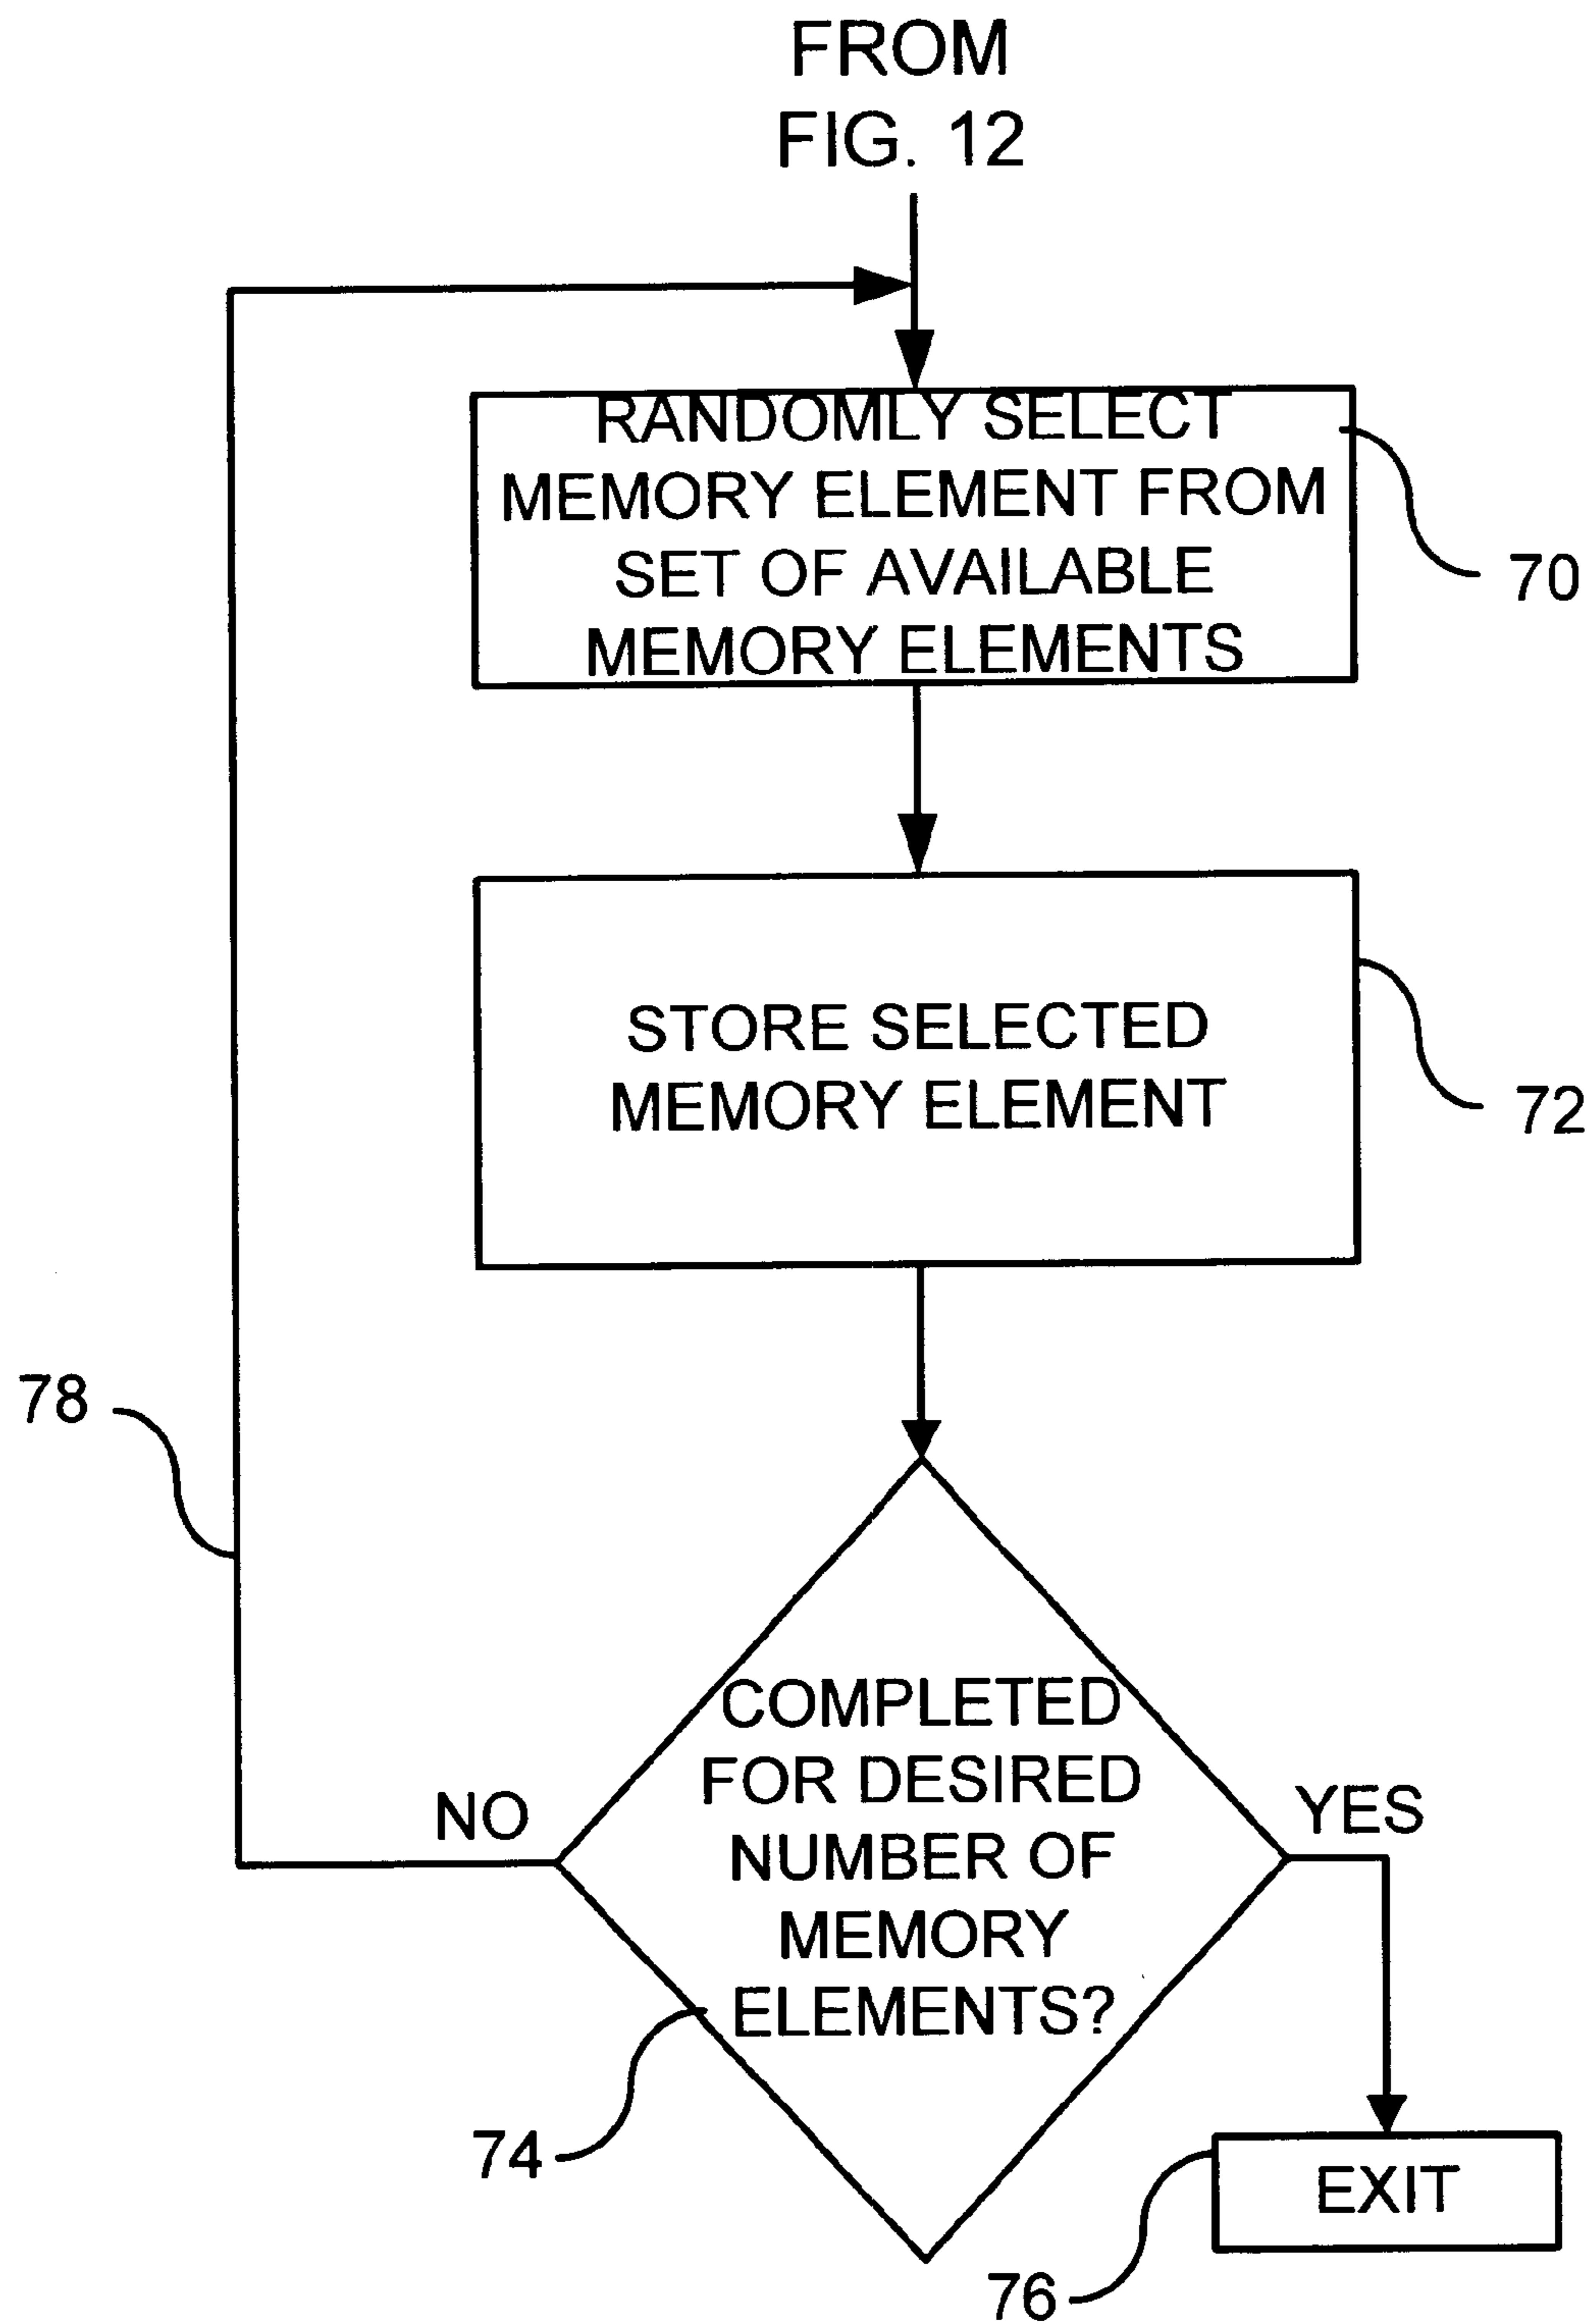 FROM
FIG. 12
RANDOMLY SELECT
MEMORY ELEMENT FROM
SET OF AVAILABLE
MEMORY ELEMENTS
70
STORE SELECTED
MEMORY ELEMENT
72
78
COMPLETED
FOR DESIRED
NUMBER OF
MEMORY
ELEMENTS?
NO
YES
74
EXIT
76